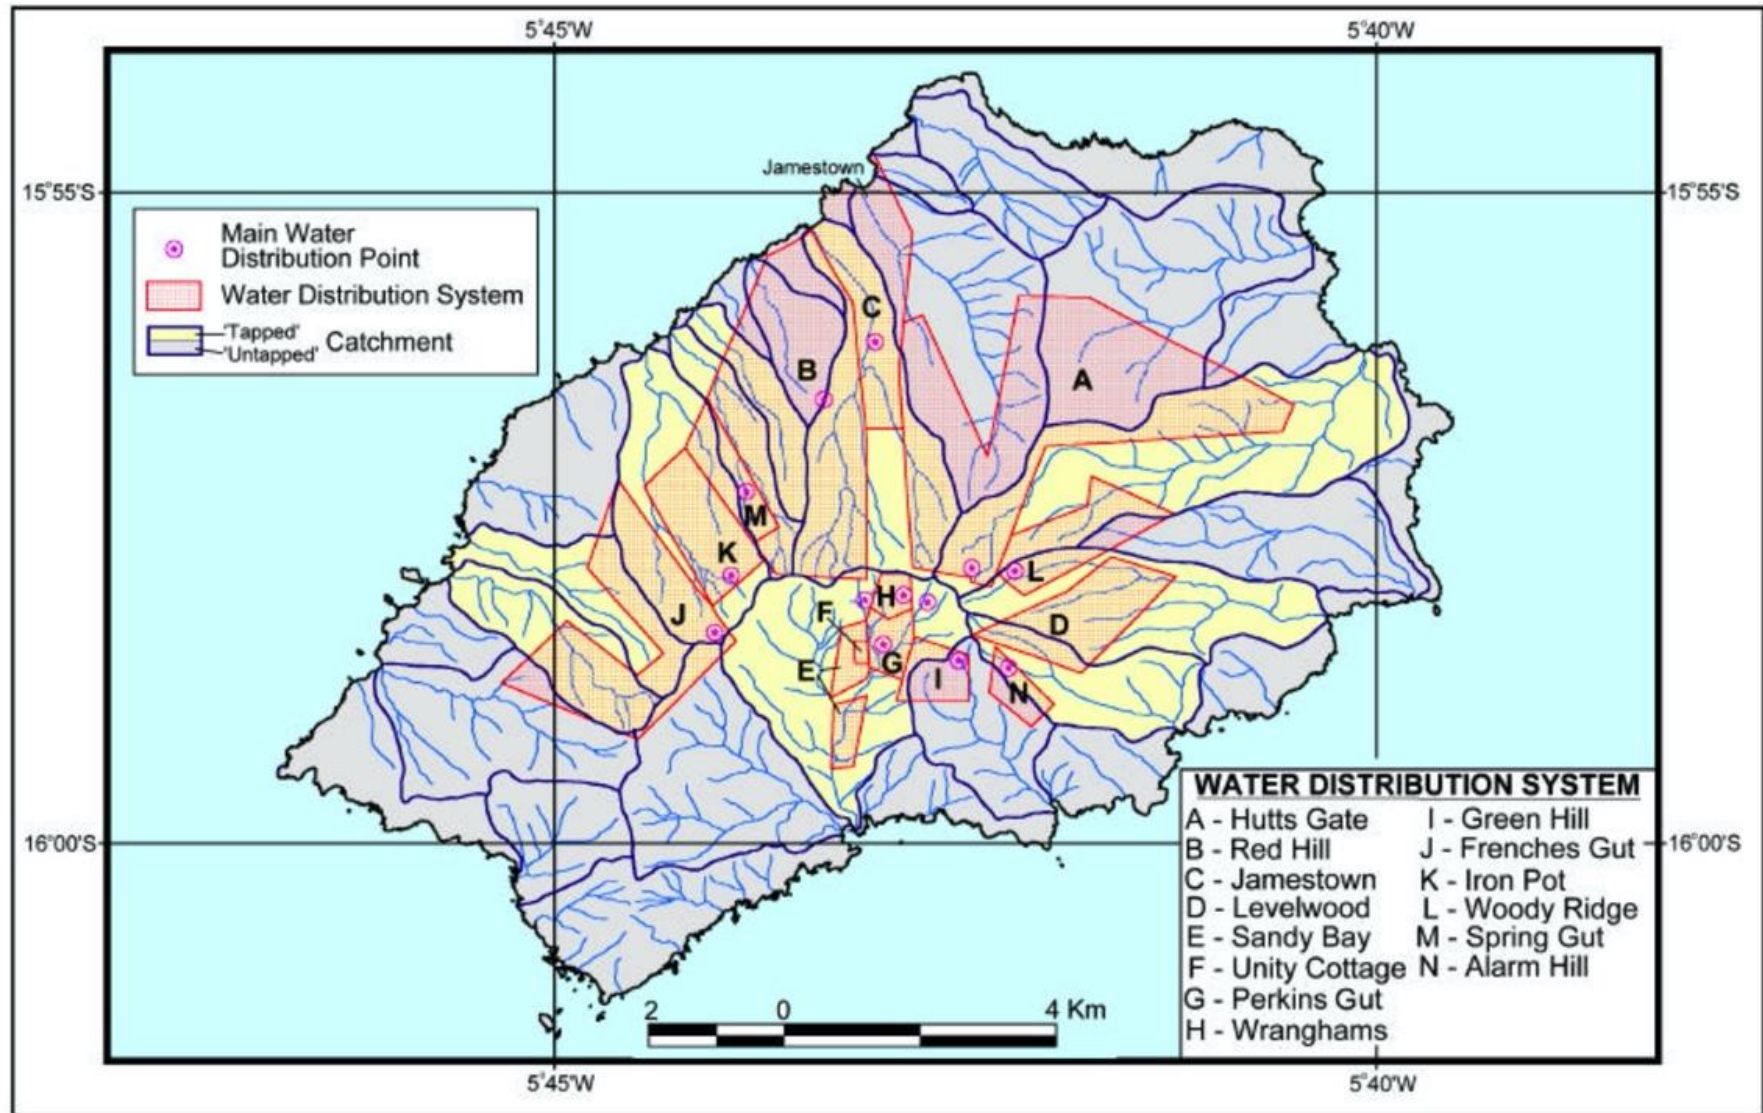 5°45'W
5°40'W
Jamestown
15°55'S
15°55'S
Main Water
Distribution Point
Water Distribution System
'Tapped'
'Untapped'
Catchment
C
B
A
M
K
L
H
F
J
D
G
E
I
N
WATER DISTRIBUTION SYSTEM
A - Hutts Gate
B - Red Hill
C - Jamestown
D - Levelwood
E - Sandy Bay
F - Unity Cottage
G - Perkins Gut
H - Wranghams
I - Green Hill
J - Frenches Gut
K - Iron Pot
L - Woody Ridge
M - Spring Gut
N - Alarm Hill
16°00'S
16°00'S
2 0 4 Km
5°45'W
5°40'W